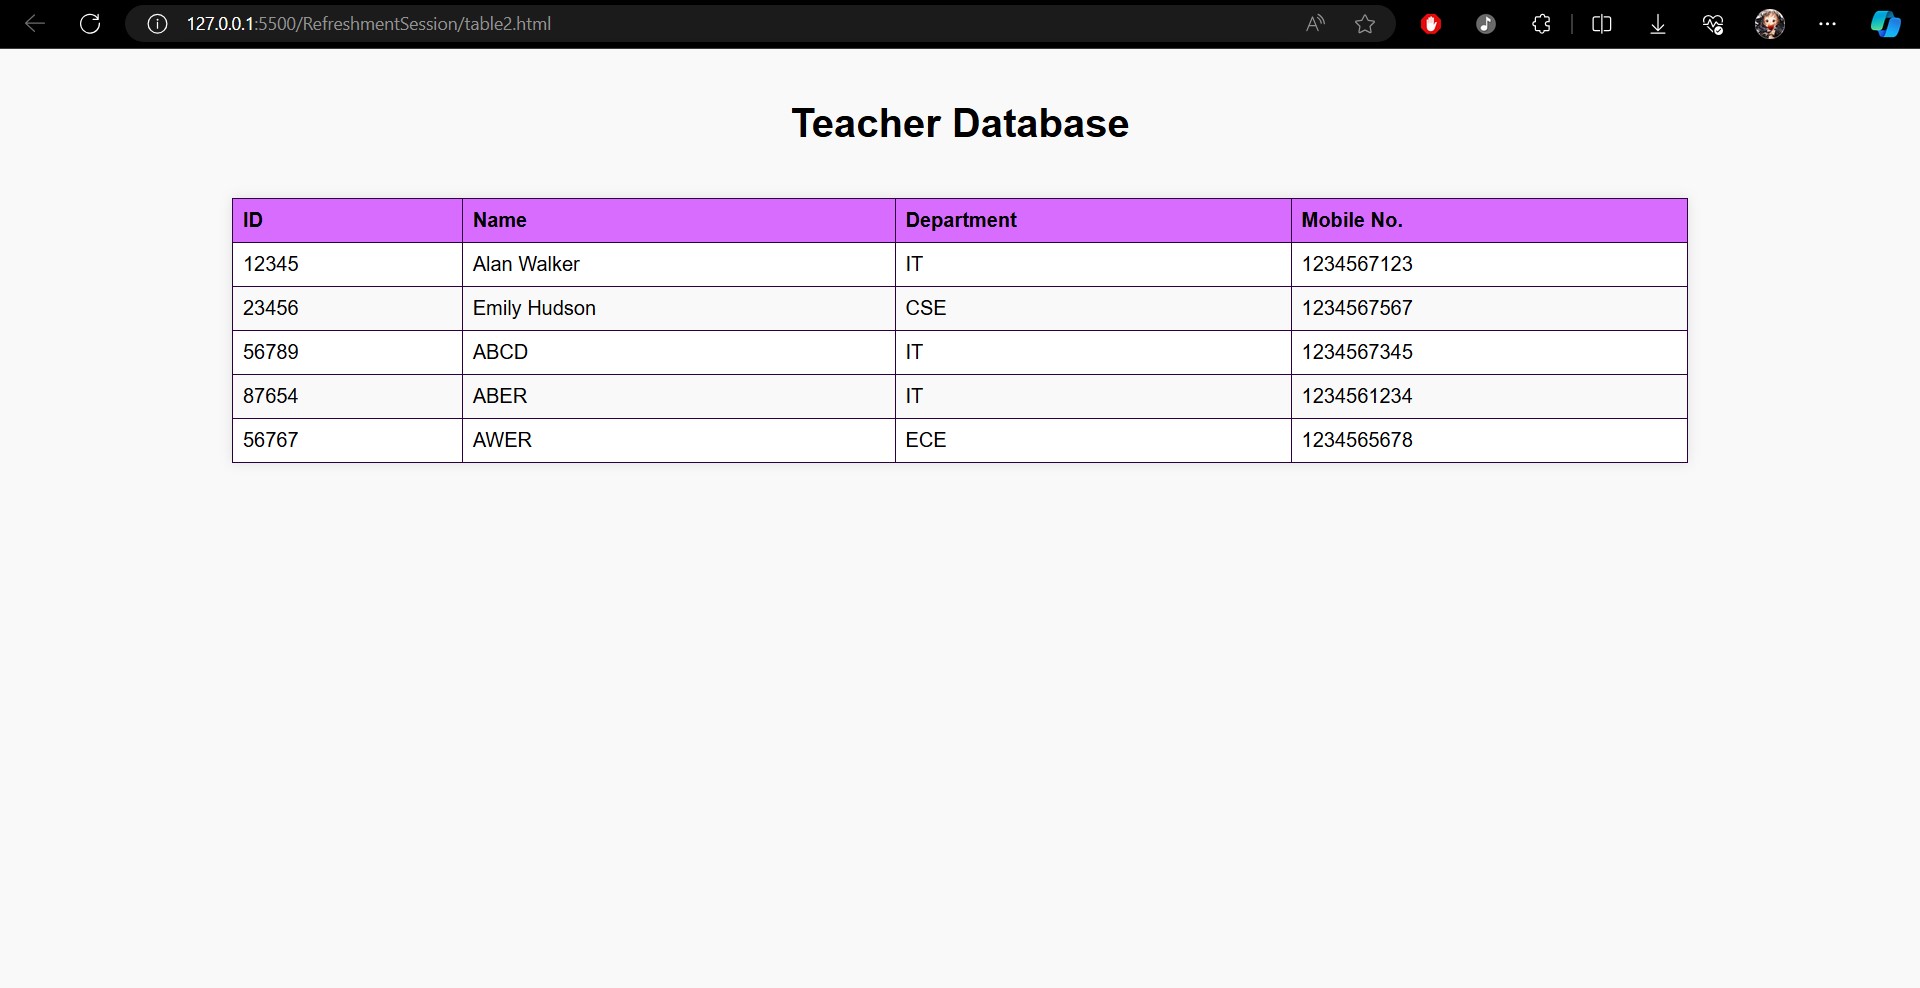 127.0.0.1:5500/RefreshmentSession/table2.html
Teacher Database
ID Name Department Mobile No.
12345 Alan Walker IT 1234567123
23456 Emily Hudson CSE 1234567567
56789 ABCD IT 1234567345
87654 ABER IT 1234561234
56767 AWER ECE 1234565678